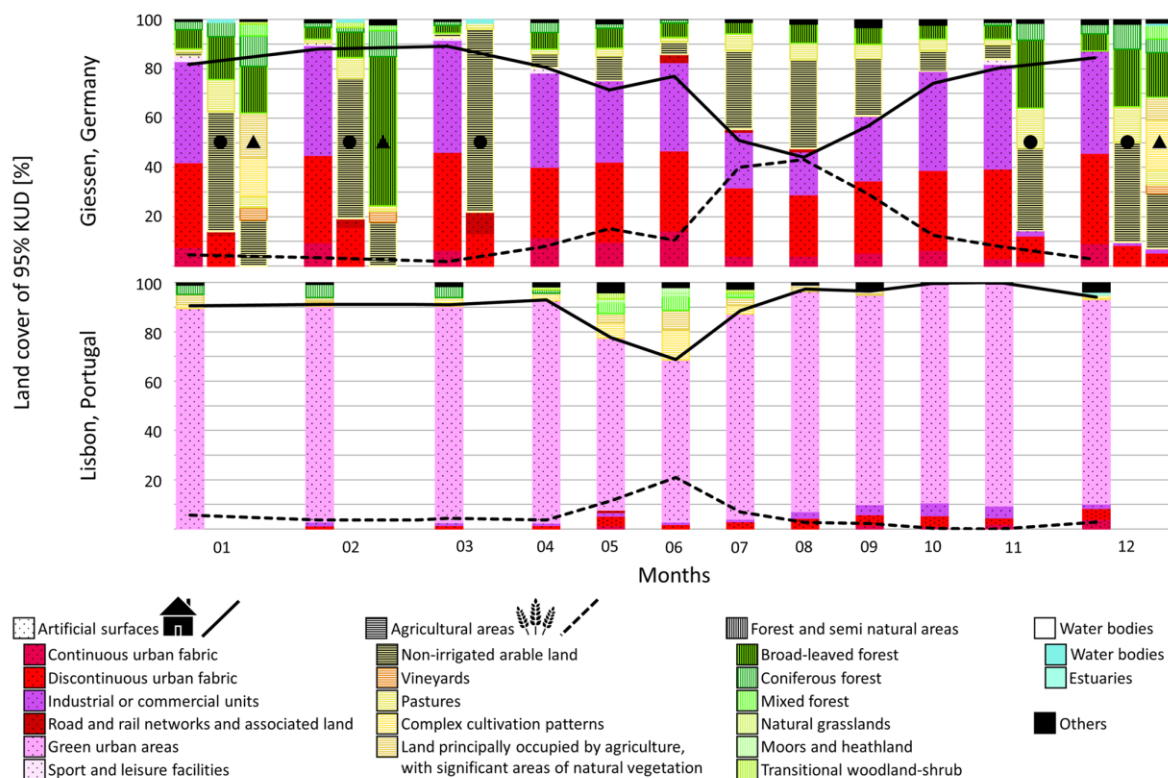 Land cover of 95% KUD [%]
Giessen, Germany
100
80
60
40
20
Lisbon, Portugal
100
80
60
40
20
01 02 03 04 05 06 07 08 09 10 11 12
Months
Artificial surfaces
Continuous urban fabric
Discontinuous urban fabric
Industrial or commercial units
Road and rail networks and associated land
Green urban areas
Sport and leisure facilities
Agricultural areas
Non-irrigated arable land
Vineyards
Pastures
Complex cultivation patterns
Land principally occupied by agriculture,
with significant areas of natural vegetation
Forest and semi natural areas
Broad-leaved forest
Coniferous forest
Mixed forest
Natural grasslands
Moors and heathland
Transitional woodland-shrub
Water bodies
Water bodies
Estuaries
Others